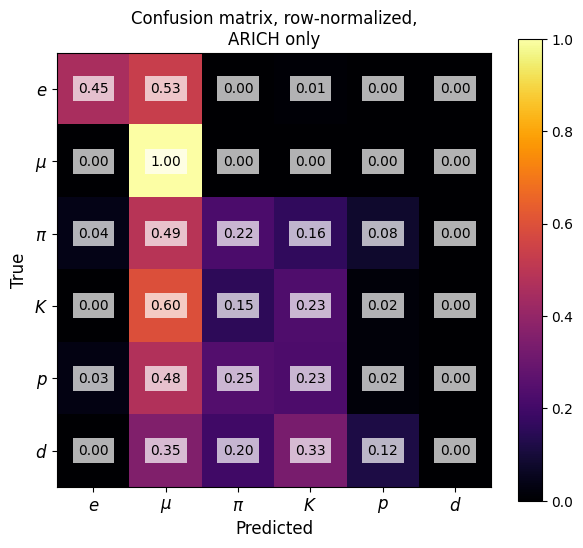 Confusion matrix, row-normalized,
ARICH only
True
e 0.45 0.53 0.00 0.01 0.00 0.00
μ 0.00 1.00 0.00 0.00 0.00 0.00
π 0.04 0.49 0.22 0.16 0.08 0.00
K 0.00 0.60 0.15 0.23 0.02 0.00
p 0.03 0.48 0.25 0.23 0.02 0.00
d 0.00 0.35 0.20 0.33 0.12 0.00
e μ π K p d
Predicted
1.0
0.8
0.6
0.4
0.2
0.0